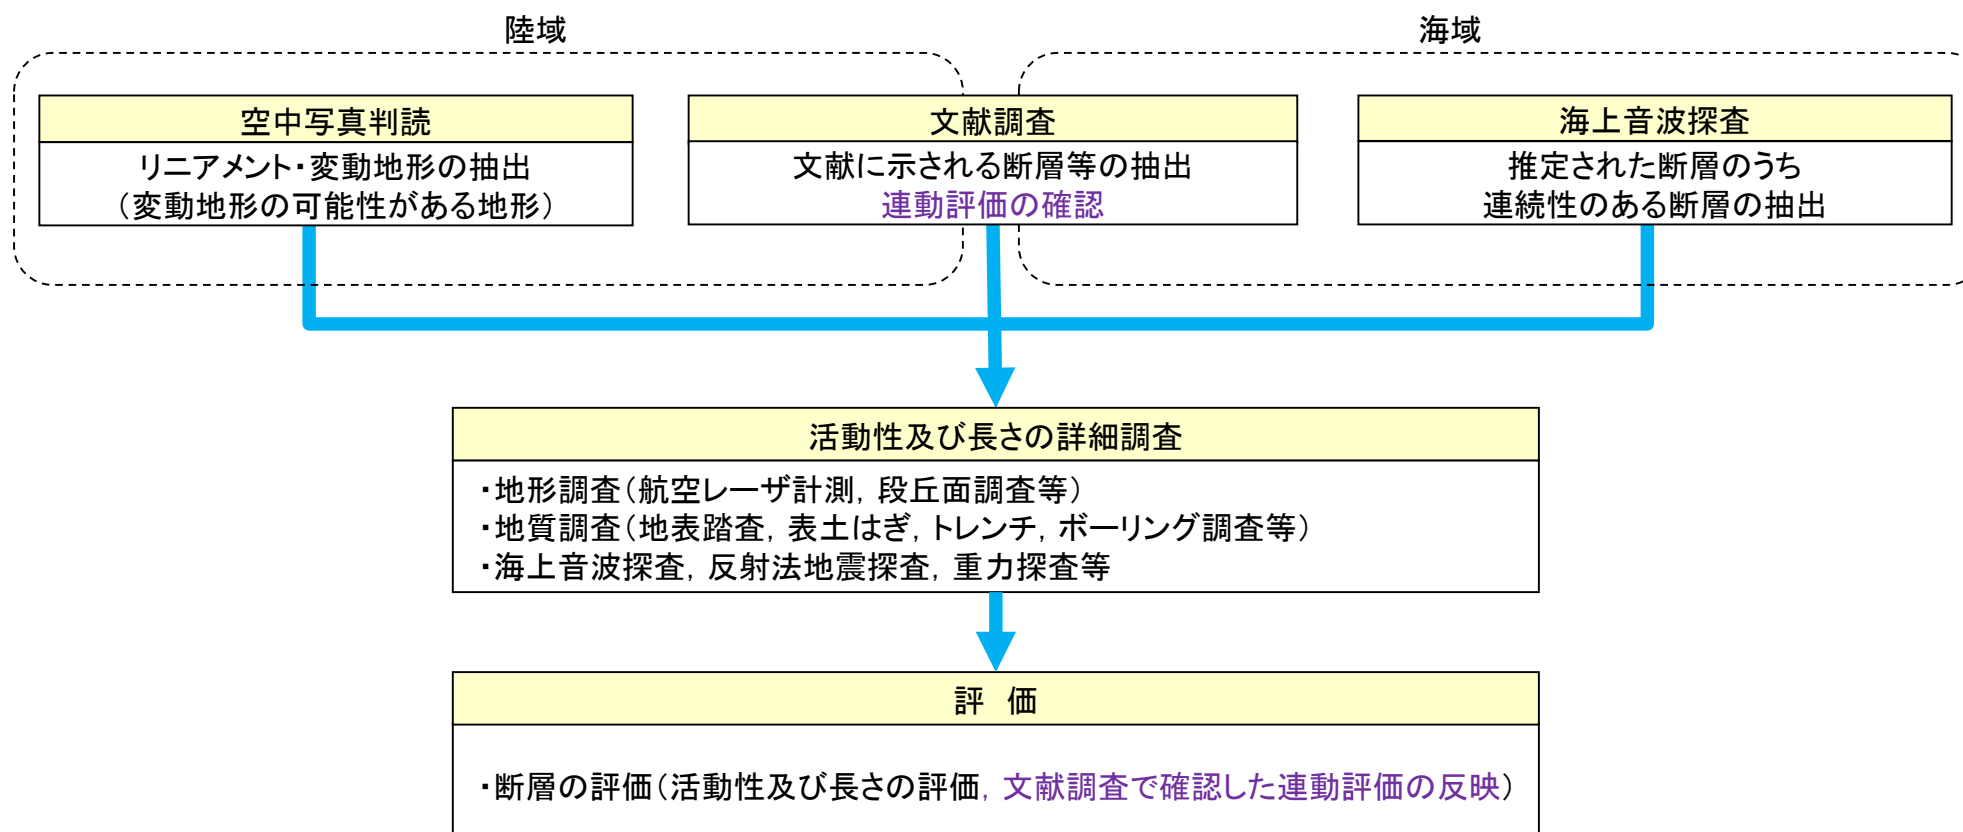 陸域
海域
空中写真判読
リニアメント・変動地形の抽出
（変動地形の可能性がある地形）
文献調査
文献に示される断層等の抽出
連動評価の確認
海上音波探査
推定された断層のうち
連続性のある断層の抽出
活動性及び長さの詳細調査
・地形調査（航空レーザ計測，段丘面調査等）
・地質調査（地表踏査，表土はぎ，トレンチ，ボーリング調査等）
・海上音波探査，反射法地震探査，重力探査等
評　価
・断層の評価（活動性及び長さの評価，文献調査で確認した連動評価の反映）